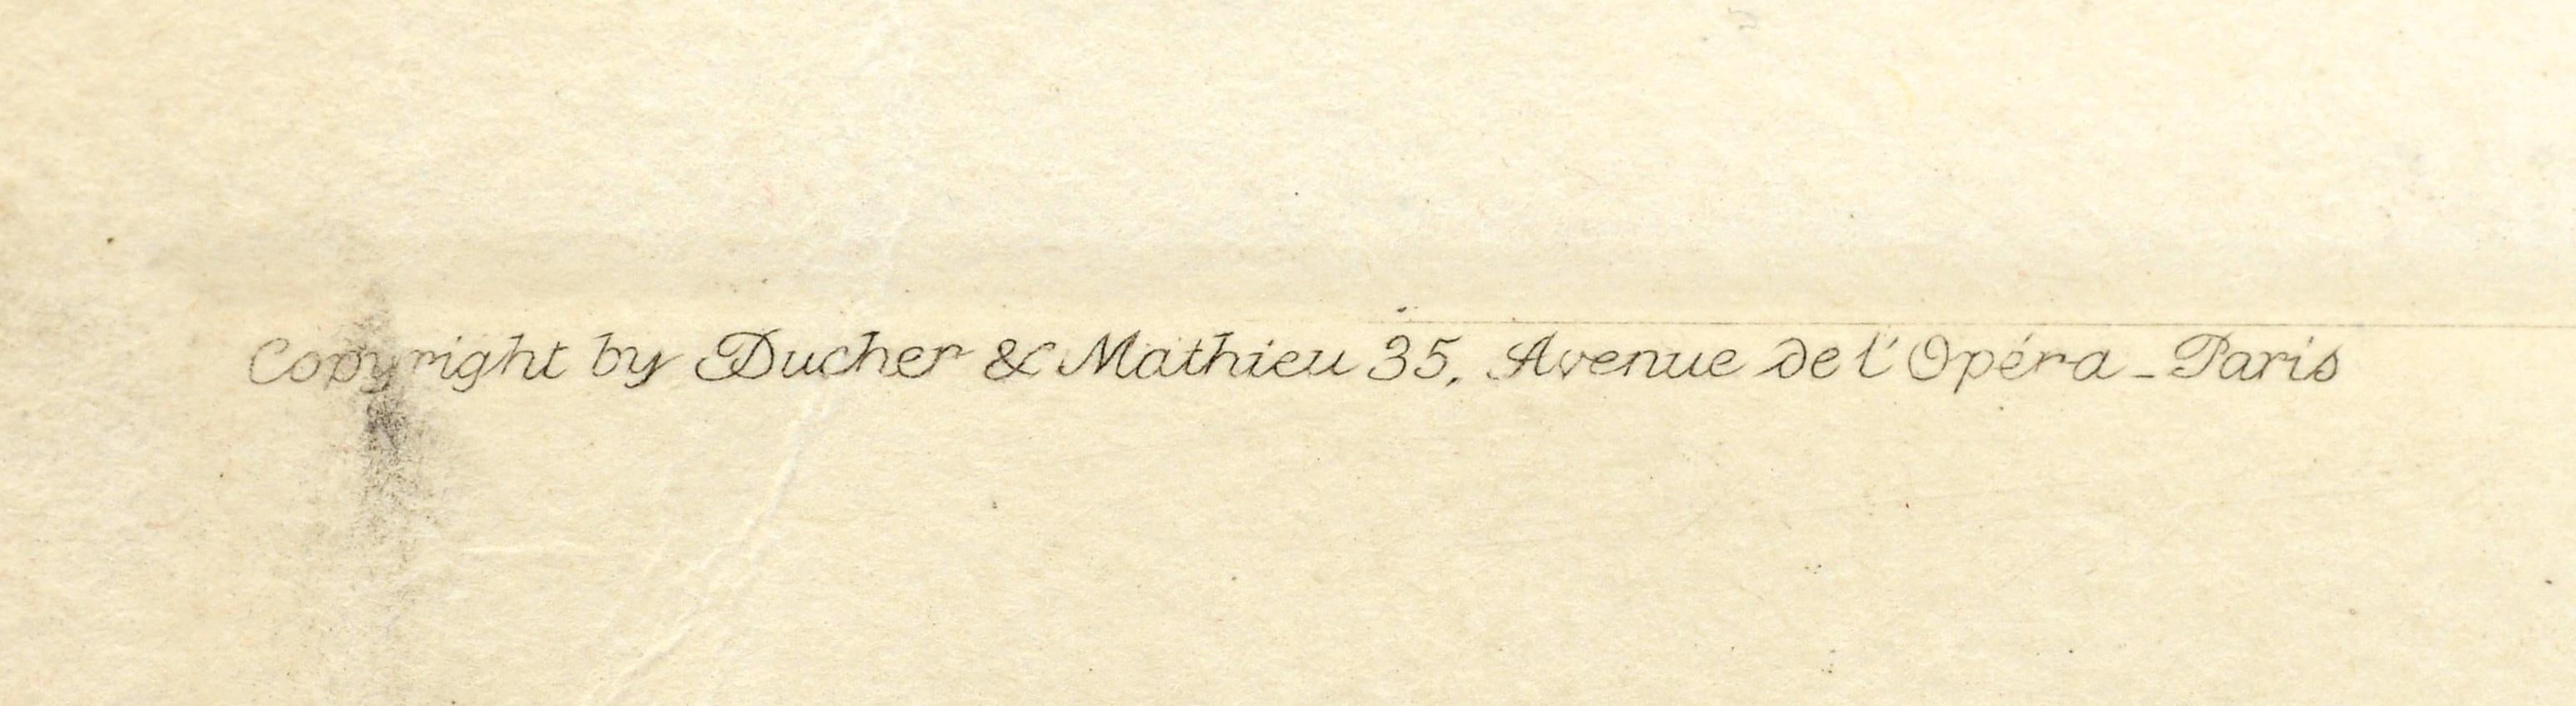 Copyright by Ducher & Mathieu 35, Avenue de l'Opéra - Paris